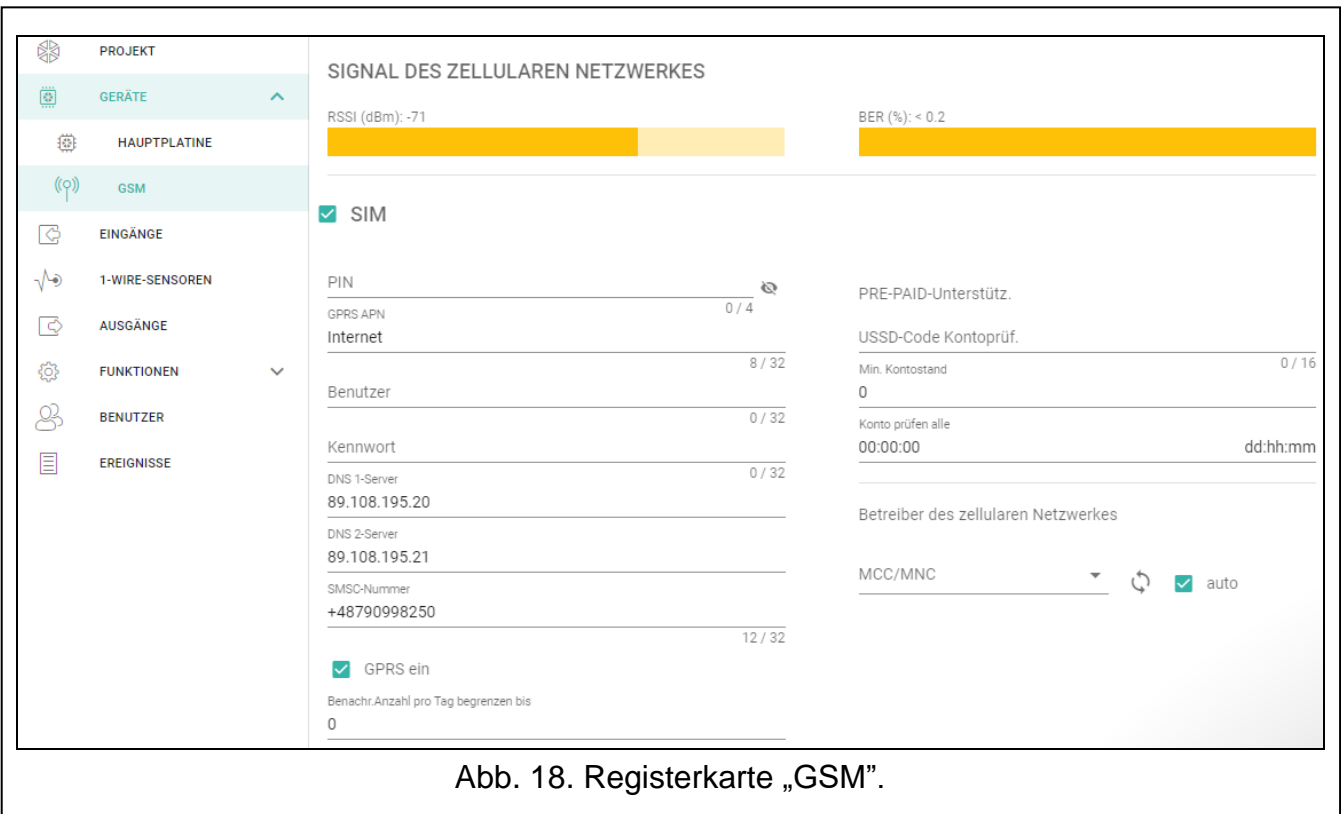 PROJEKT
GERÄTE
HAUPTPLATINE
GSM
EINGÄNGE
1-WIRE-SENSOREN
AUSGÄNGE
FUNKTIONEN
BENUTZER
EREIGNISSE
SIGNAL DES ZELLULAREN NETZWERKES
RSSI (dBm): -71
BER (%): < 0.2
SIM
PIN
0 / 4
GPRS APN
Internet
8 / 32
Benutzer
0 / 32
Kennwort
0 / 32
DNS 1-Server
89.108.195.20
DNS 2-Server
89.108.195.21
SMSC-Nummer
+48790998250
12 / 32
GPRS ein
Benachr.Anzahl pro Tag begrenzen bis
0
PRE-PAID-Unterstütz.
USSD-Code Kontoprüf.
0 / 16
Min. Kontostand
0
Konto prüfen alle
00:00:00 dd:hh:mm
Betreiber des zellularen Netzwerkes
MCC/MNC auto
Abb. 18. Registerkarte „GSM”.